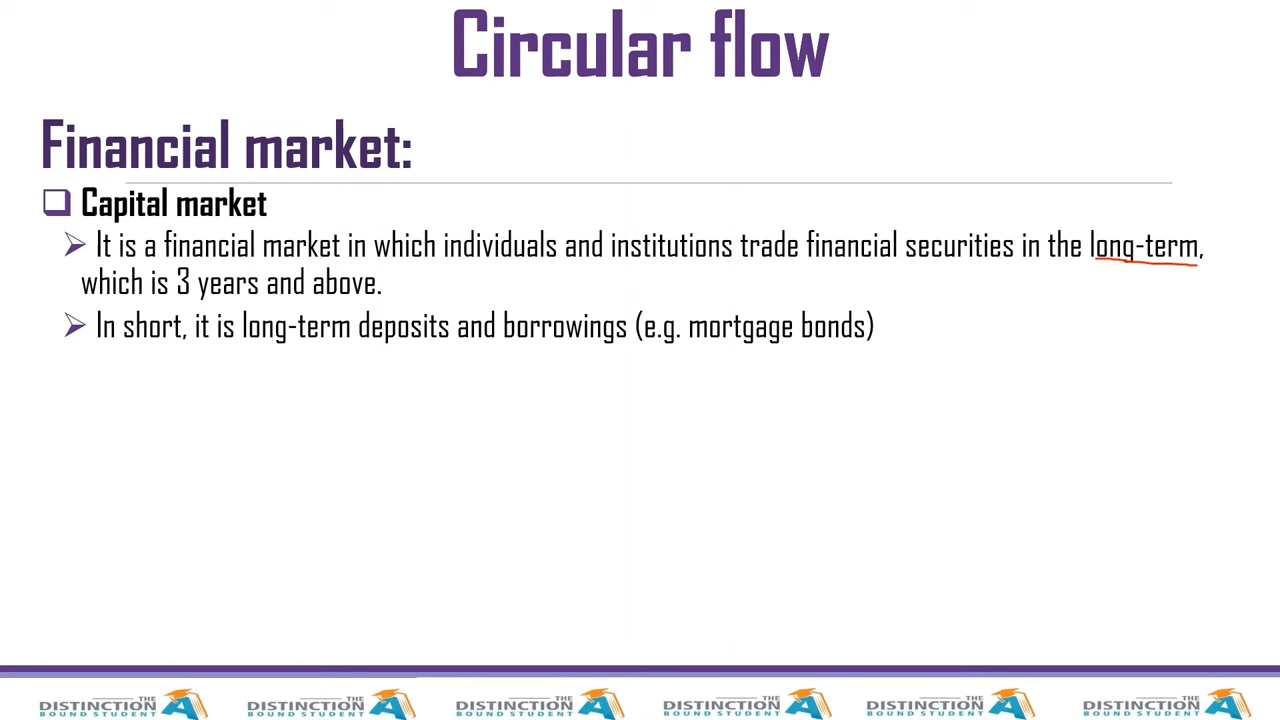 Circular flow
Financial market:
Capital market
It is a financial market in which individuals and institutions trade financial securities in the long-term,
which is 3 years and above.
In short, it is long-term deposits and borrowings (e.g. mortgage bonds)
THE DISTINCTION BOUND STUDENT A
THE DISTINCTION BOUND STUDENT A
THE DISTINCTION BOUND STUDENT A
THE DISTINCTION BOUND STUDENT A
THE DISTINCTION BOUND STUDENT A
THE DISTINCTION BOUND STUDENT A